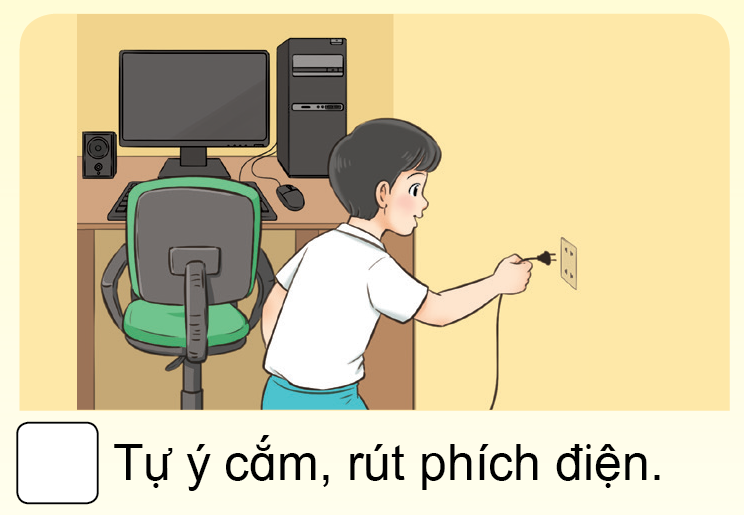 Tự ý cắm, rút phích điện.